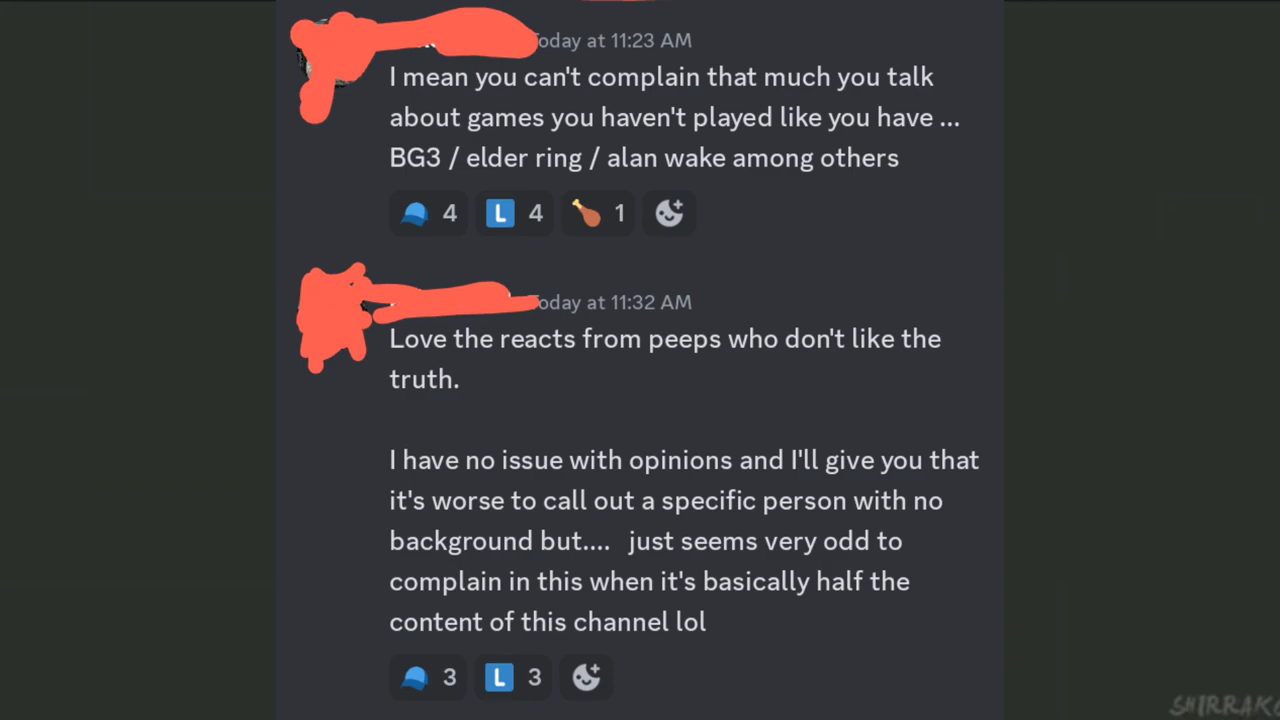 Today at 11:23 AM
I mean you can't complain that much you talk
about games you haven't played like you have ...
BG3 / elder ring / alan wake among others
4 L 4 1
Today at 11:32 AM
Love the reacts from peeps who don't like the
truth.
I have no issue with opinions and I'll give you that
it's worse to call out a specific person with no
background but.... just seems very odd to
complain in this when it's basically half the
content of this channel lol
3 L 3
SHIRRAKO